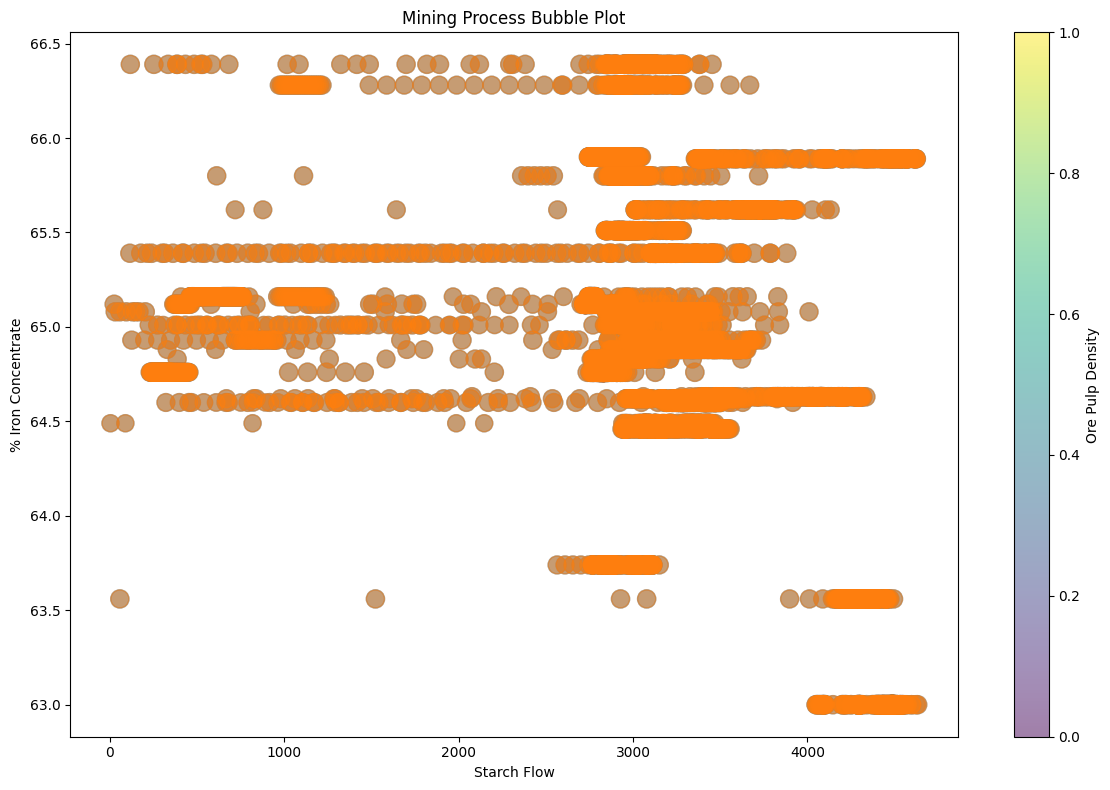 Mining Process Bubble Plot
% Iron Concentrate
66.5
66.0
65.5
65.0
64.5
64.0
63.5
63.0
0 1000 2000 3000 4000
Starch Flow
1.0
0.8
0.6
0.4
0.2
0.0
Ore Pulp Density